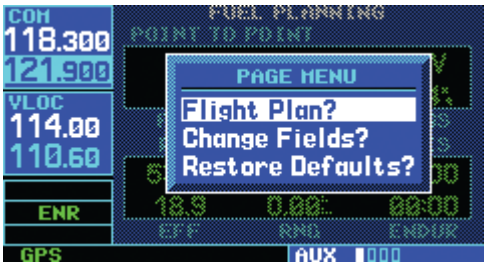 COM
118.300
121.900
VLOC
114.00
110.60
ENR
GPS
FUEL PLANNING
POINT TO POINT
PAGE MENU
Flight Plan?
Change Fields?
Restore Defaults?
18.9 0.00 00:00
EFF RNG ENDUR
AUX